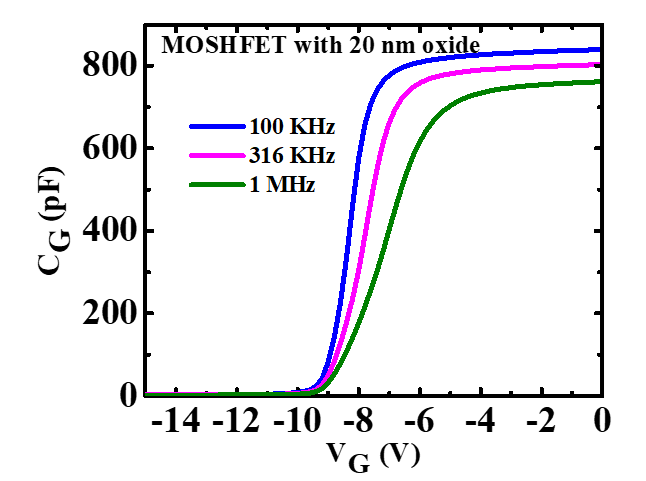 MOSHFET with 20 nm oxide
800
600
400
200
0
100 KHz
316 KHz
1 MHz
C_G (pF)
-14 -12 -10 -8 -6 -4 -2 0
V_G (V)